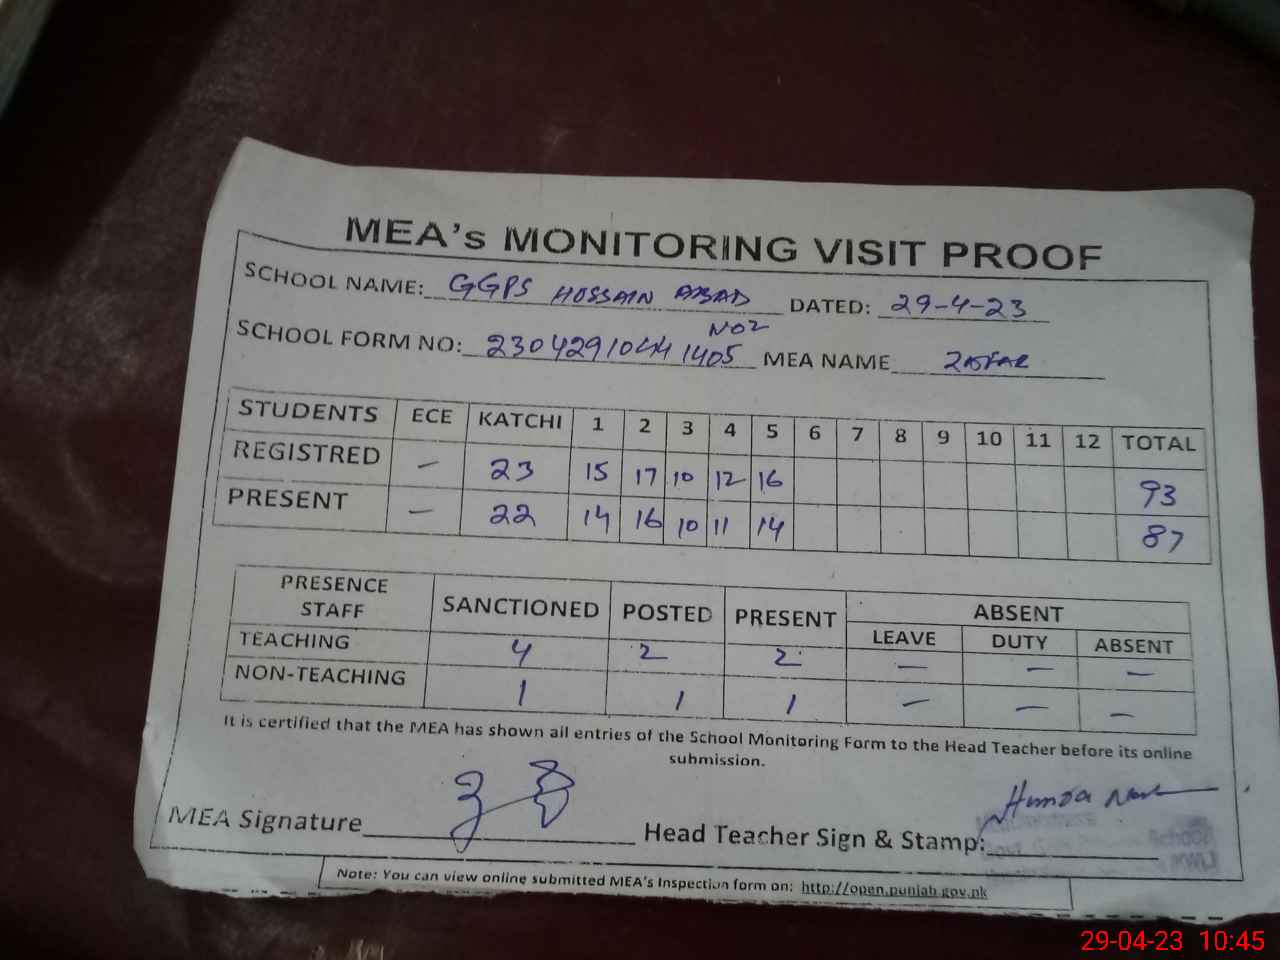 MEA's MONITORING VISIT PROOF
SCHOOL NAME: GGPS HUSSAIN ABAD DATED: 29-4-23
NO2
SCHOOL FORM NO: MEA NAME ZAFAR
STUDENTS ECE KATCHI 1 2 3 4 5 6 7 8 9 10 11 12 TOTAL
REGISTRED - 23 15 17 10 12 16 93
PRESENT - 22 14 16 10 11 14 87
PRESENCE STAFF SANCTIONED POSTED PRESENT ABSENT
LEAVE DUTY ABSENT
TEACHING 4 2 2 - - -
NON-TEACHING 1 1 1 - - -
It is certified that the MEA has shown all entries of the School Monitoring Form to the Head Teacher before its online
submission.
MEA Signature Head Teacher Sign & Stamp:
Note: You can view online submitted MEA's Inspection form on: http://open.punjab.gov.pk
29-04-23 10:45